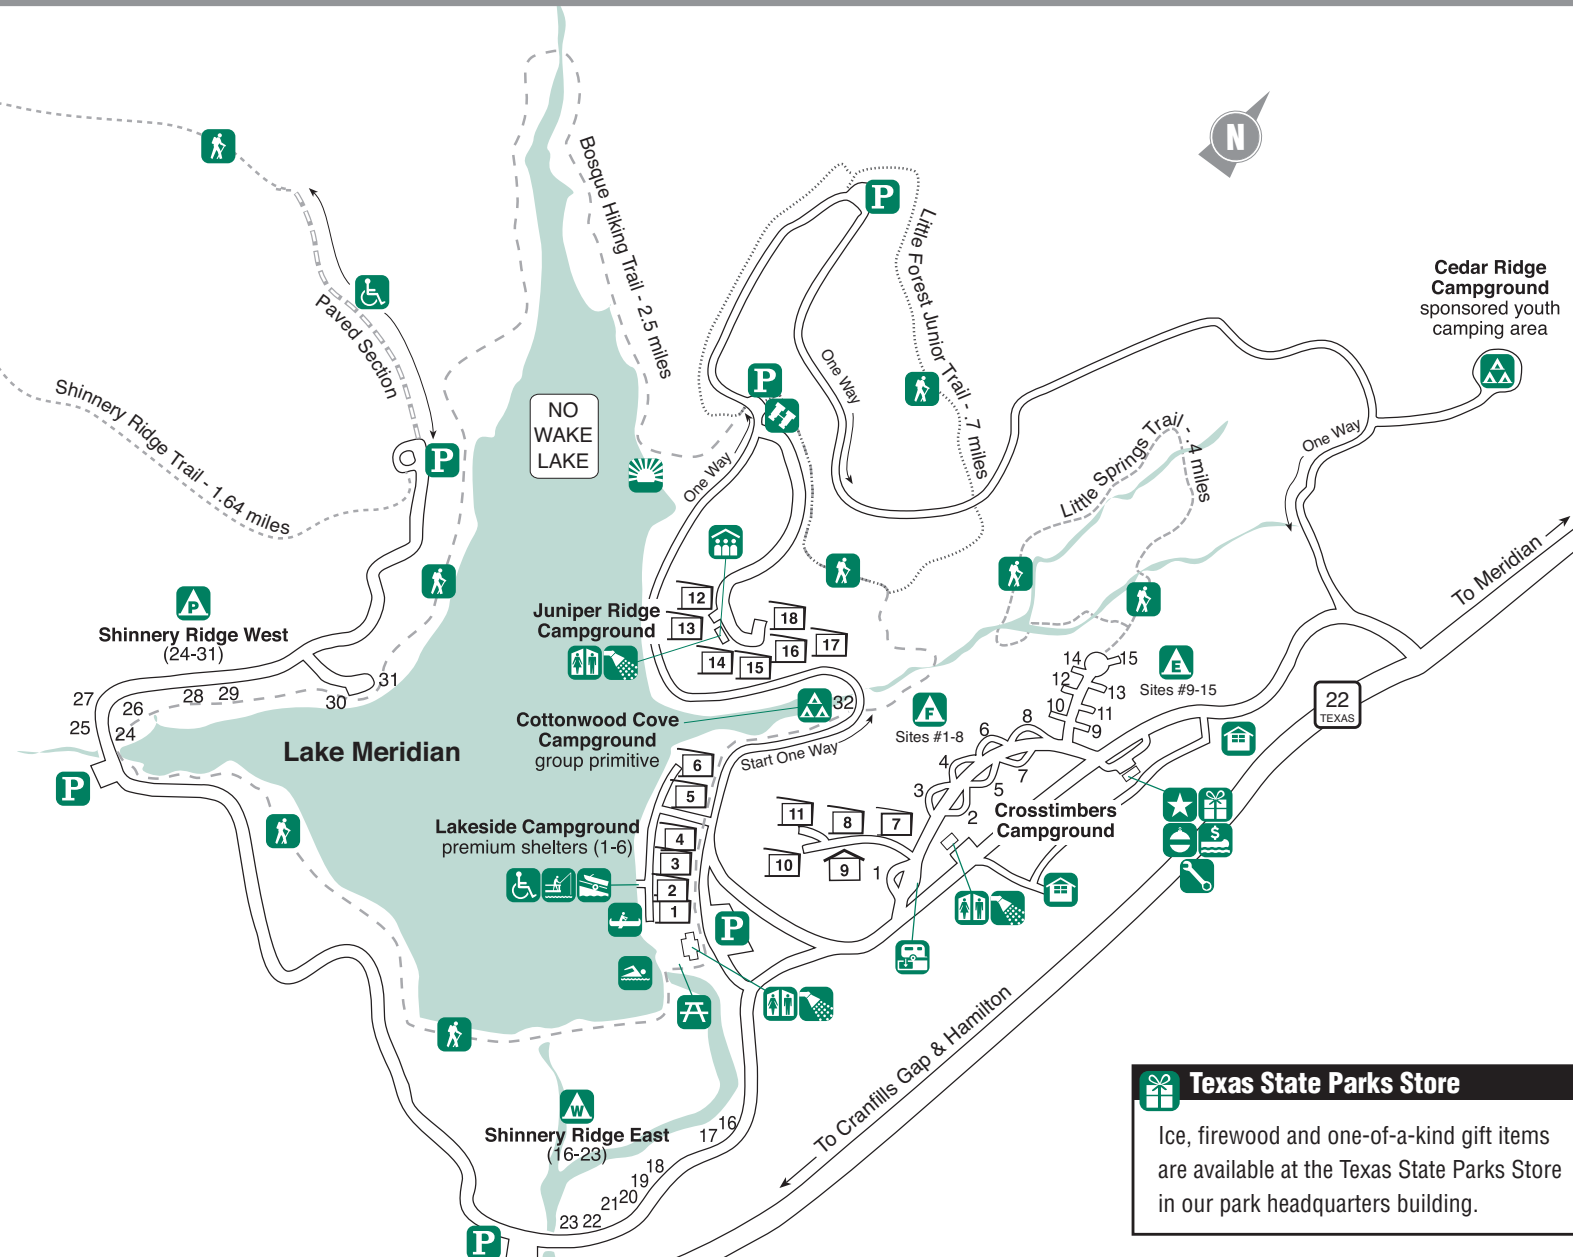 N
Bosque Hiking Trail - 2.5 miles
P
Little Forest Junior Trail - .7 miles
Cedar Ridge
Campground
sponsored youth
camping area
Paved Section
Shinnery Ridge Trail - 1.64 miles
P
NO
WAKE
LAKE
P
One Way
One Way
Little Springs Trail - .4 miles
One Way
To Meridian
P
Shinnery Ridge West
(24-31)
Juniper Ridge
Campground
12
13
14
15
16
17
18
27
28
29
26
25
24
30
31
Lake Meridian
Cottonwood Cove
Campground
group primitive
32
Start One Way
F
Sites #1-8
E
Sites #9-15
14
15
12
13
10
11
9
8
6
7
4
5
3
2
1
22
TEXAS
P
Lakeside Campground
premium shelters (1-6)
6
5
4
3
2
1
11
8
7
10
9
Crosstimbers
Campground
$
P
To Cranfills Gap & Hamilton
W
Shinnery Ridge East
(16-23)
16
17
18
19
20
21
22
23
P
Texas State Parks Store
Ice, firewood and one-of-a-kind gift items
are available at the Texas State Parks Store
in our park headquarters building.